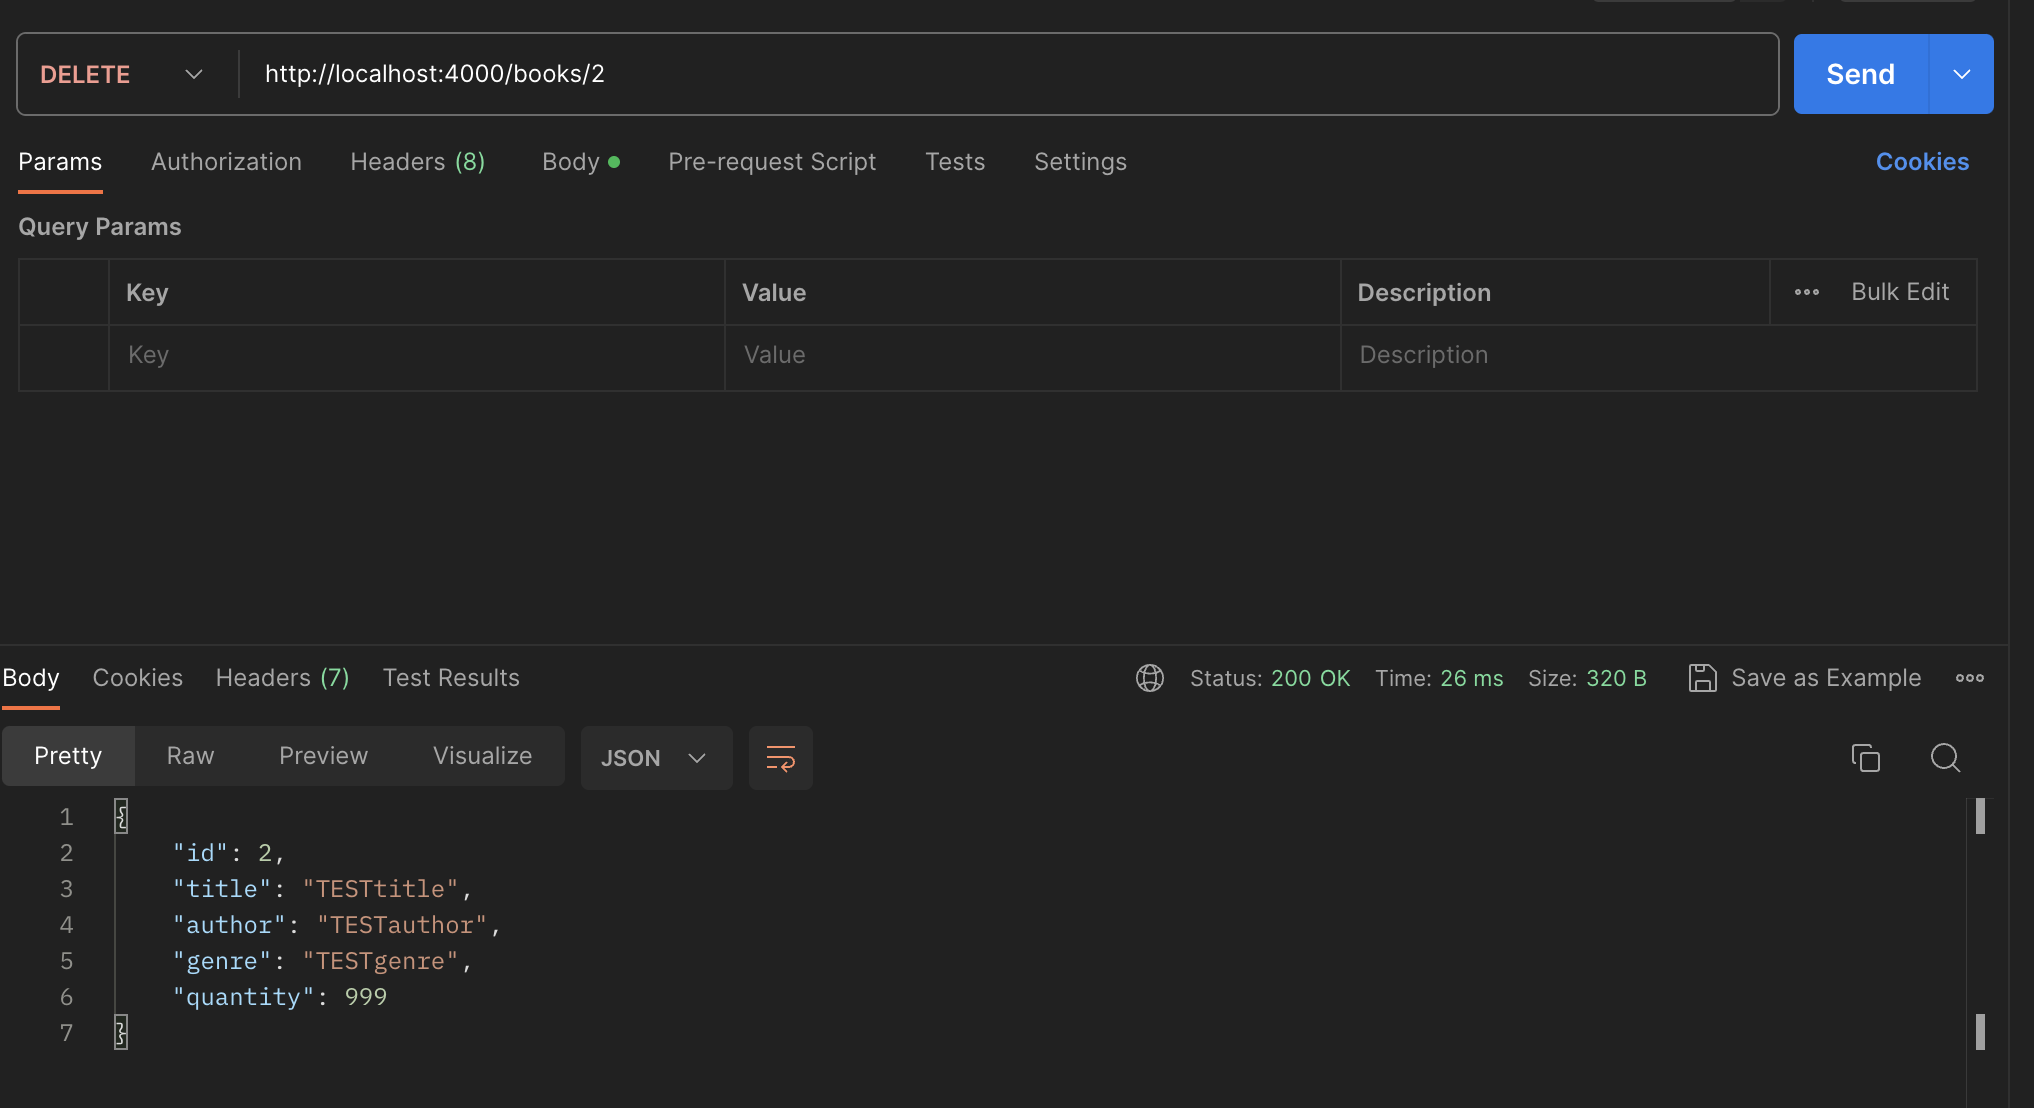 DELETE http://localhost:4000/books/2 Send
Params Authorization Headers (8) Body Pre-request Script Tests Settings Cookies
Query Params
Key Value Description Bulk Edit
Key Value Description
Body Cookies Headers (7) Test Results Status: 200 OK Time: 26 ms Size: 320 B Save as Example
Pretty Raw Preview Visualize JSON
1 {
2 "id": 2,
3 "title": "TESTtitle",
4 "author": "TESTauthor",
5 "genre": "TESTgenre",
6 "quantity": 999
7 }